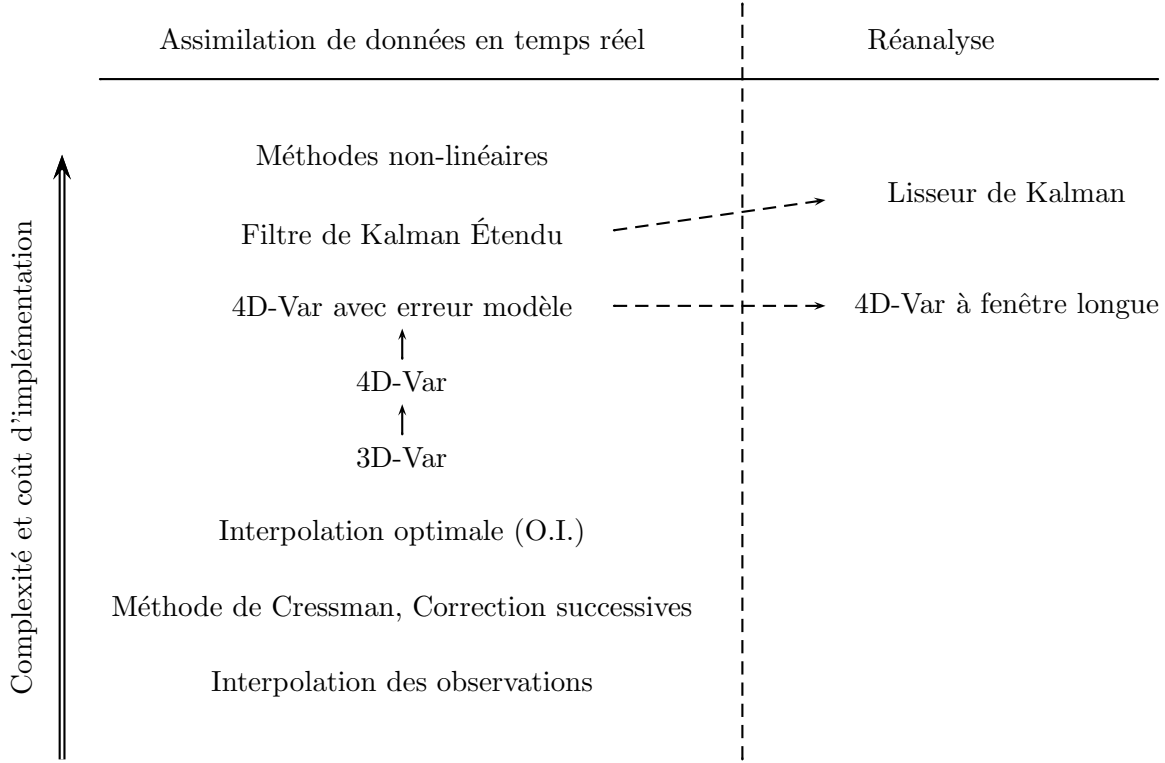 Assimilation de données en temps réel
Réanalyse
Complexité et coût d'implémentation
Méthodes non-linéaires
Lisseur de Kalman
Filtre de Kalman Étendu
4D-Var avec erreur modèle
4D-Var à fenêtre longue
4D-Var
3D-Var
Interpolation optimale (O.I.)
Méthode de Cressman, Correction successives
Interpolation des observations